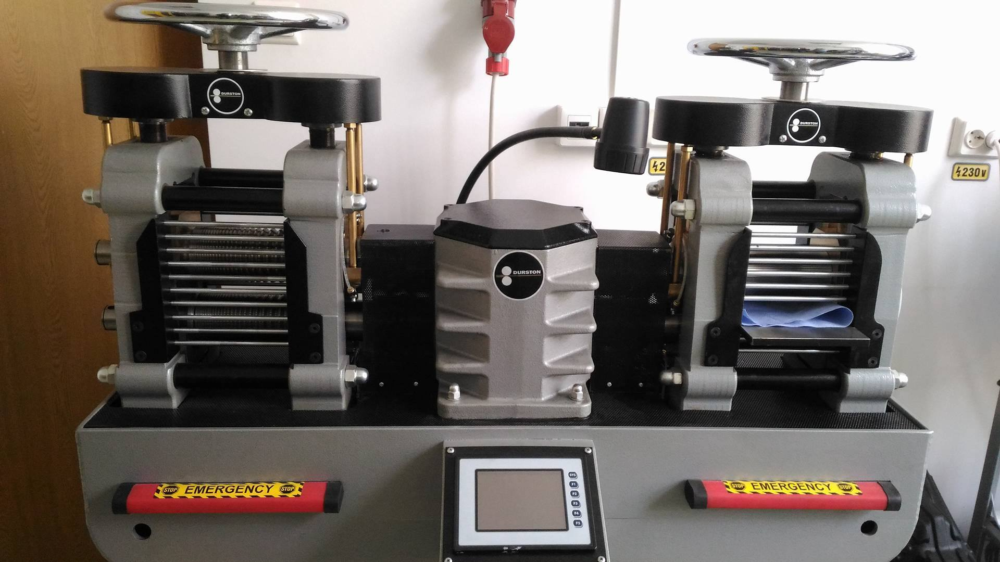 DURSTON
DURSTON
230v
DURSTON
STOP EMERGENCY STOP
STOP EMERGENCY STOP
SYS
F1
F2
F3
F4
F5